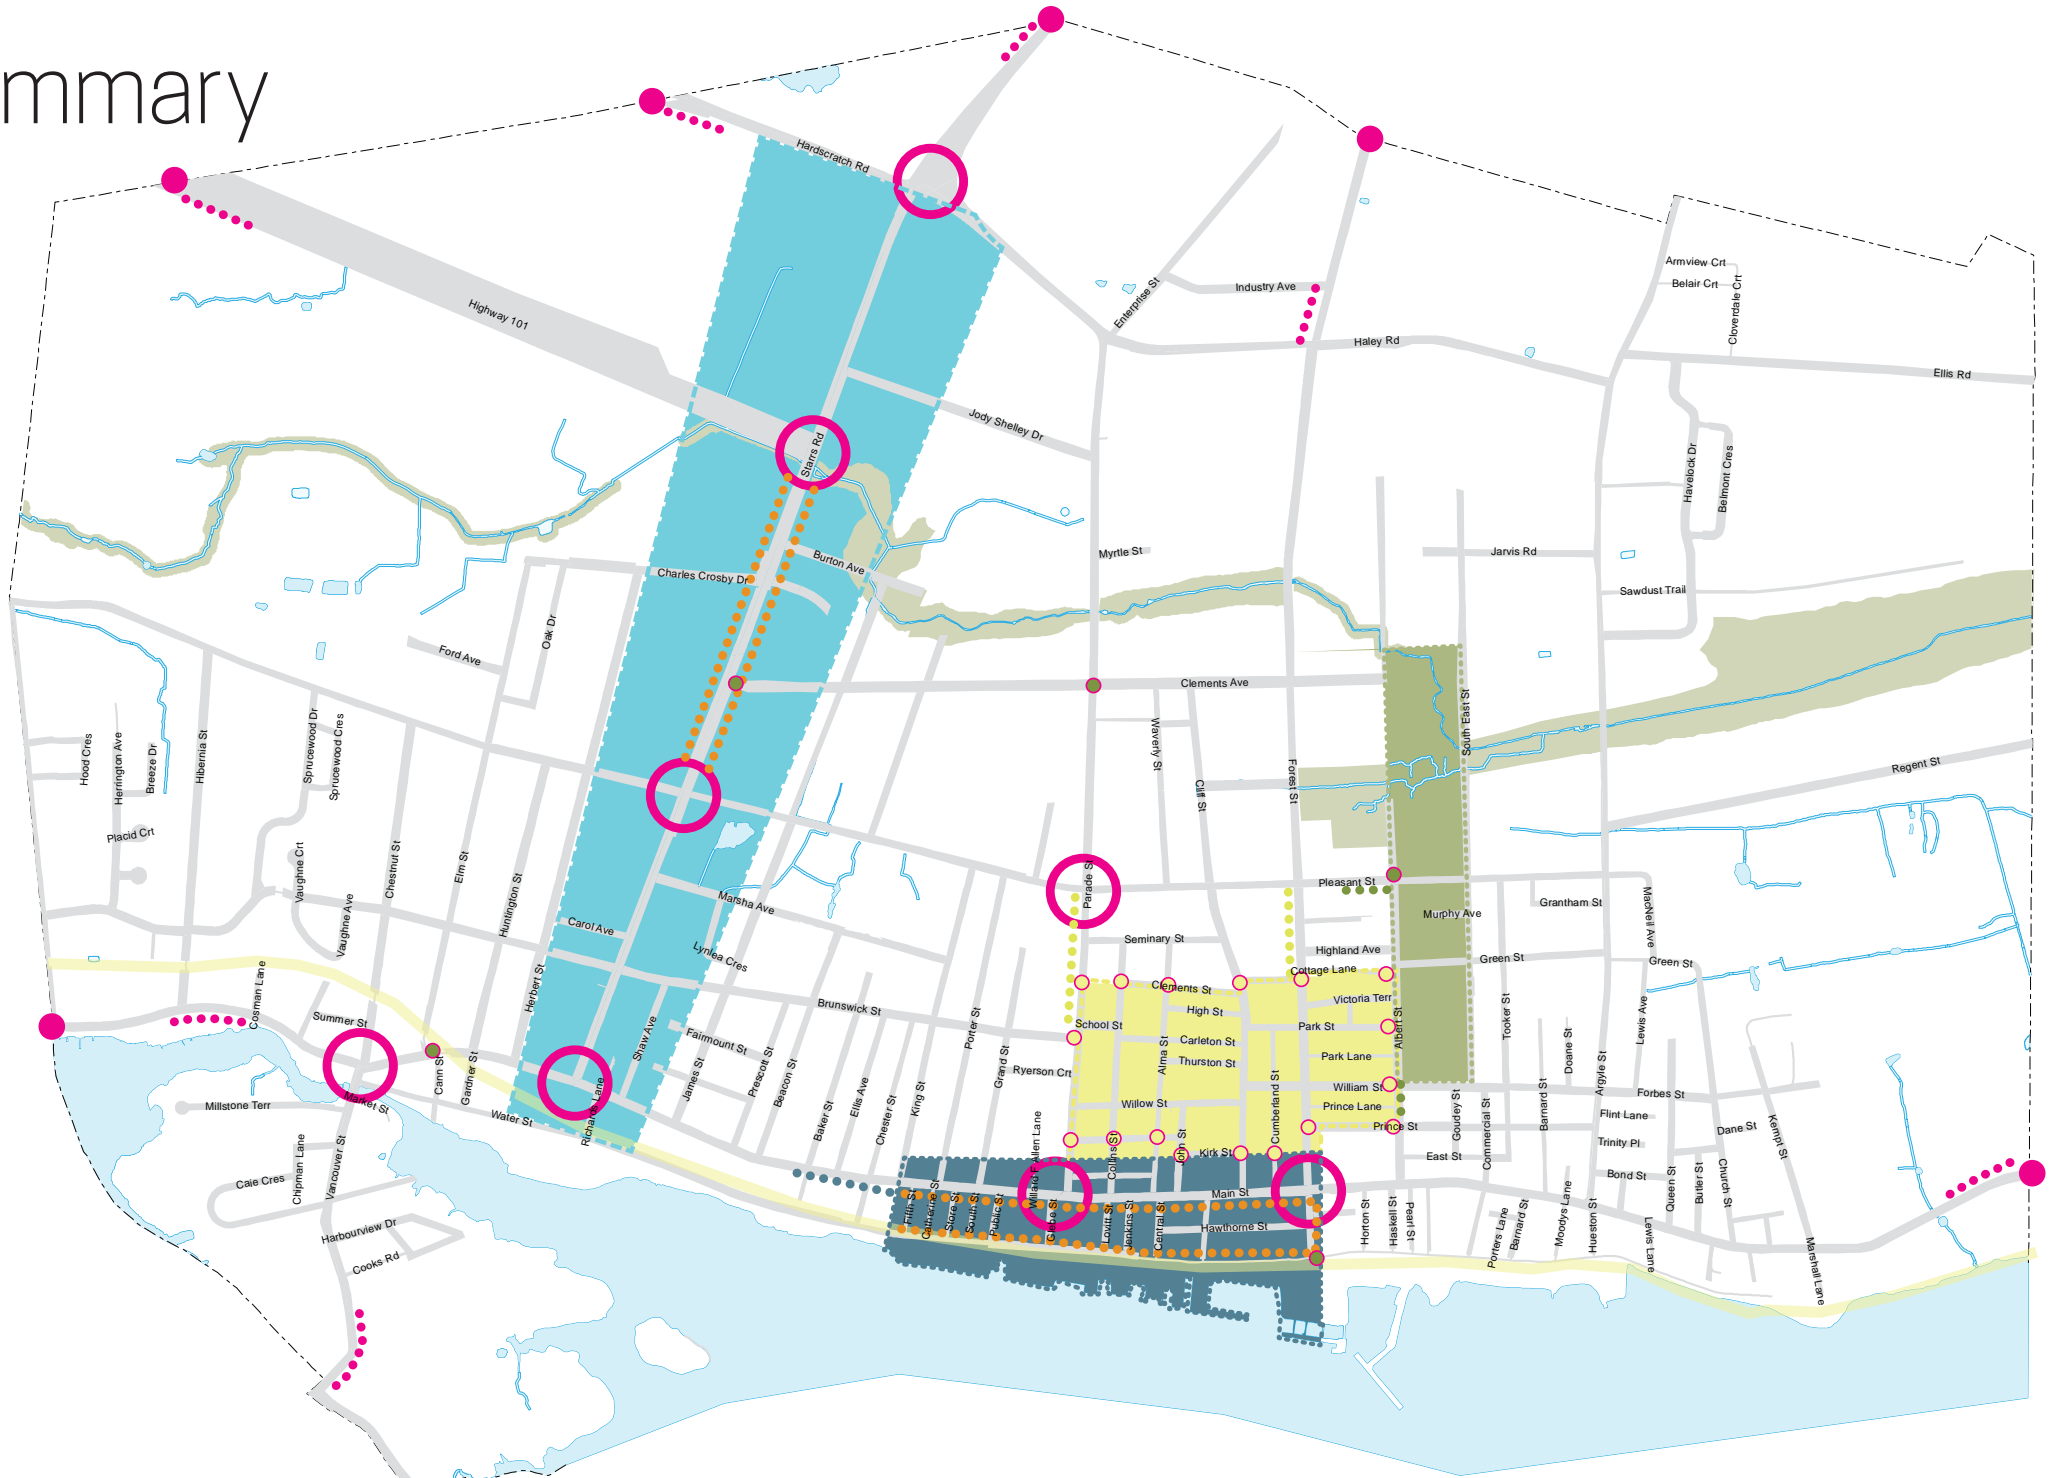 mmary
Hardscratch Rd
Highway 101
Starrs Rd
Jody Shelley Dr
Enterprise St
Industry Ave
Haley Rd
Armview Crt
Belair Crt
Cloverdale Crt
Ellis Rd
Havelock Dr
Belmont Cres
Jarvis Rd
Sawdust Trail
Myrtle St
Burton Ave
Charles Crosby Dr
Oak Dr
Ford Ave
Clements Ave
South East St
Waverly St
Cliff St
Forest St
Regent St
Hood Cres
Herrington Ave
Breeze Dr
Hibernia St
Sprucewood Dr
Sprucewood Cres
Placid Crt
Vaughne Crt
Vaughne Ave
Chestnut St
Elm St
Huntington St
Carol Ave
Marsha Ave
Lynlea Cres
Herbert St
Parade St
Pleasant St
Murphy Ave
Grantham St
MacNeil Ave
Seminary St
Highland Ave
Cottage Lane
Green St
Green St
Clements St
Victoria Terr
High St
School St
Park St
Albert St
Tooker St
Lewis Ave
Carleton St
Alma St
Thurston St
Park Lane
Doane St
Argyle St
Cosman Lane
Summer St
Brunswick St
Fairmount St
Shaw Ave
Porter St
Grand St
Ryerson Crt
Cann St
Gardner St
James St
Prescott St
Beacon St
Baker St
Ellis Ave
Chester St
King St
Willow St
Cumberland St
William St
Prince Lane
Prince St
Goudey St
Commercial St
Barnard St
Forbes St
Flint Lane
Trinity Pl
Dane St
Kempt St
Millstone Terr
Market St
Water St
Richards Lane
Willard F Allen Lane
Collins St
John St
Kirk St
East St
Bond St
Queen St
Butler St
Church St
Chipman Lane
Vancouver St
Caie Cres
Harbourview Dr
Cooks Rd
Fifth St
Catherine St
Store St
South St
Public St
Glebe St
Lovitt St
Jenkins St
Central St
Main St
Hawthorne St
Horton St
Haskell St
Pearl St
Porters Lane
Barnard St
Moodys Lane
Hueston St
Lewis Lane
Marshall Lane